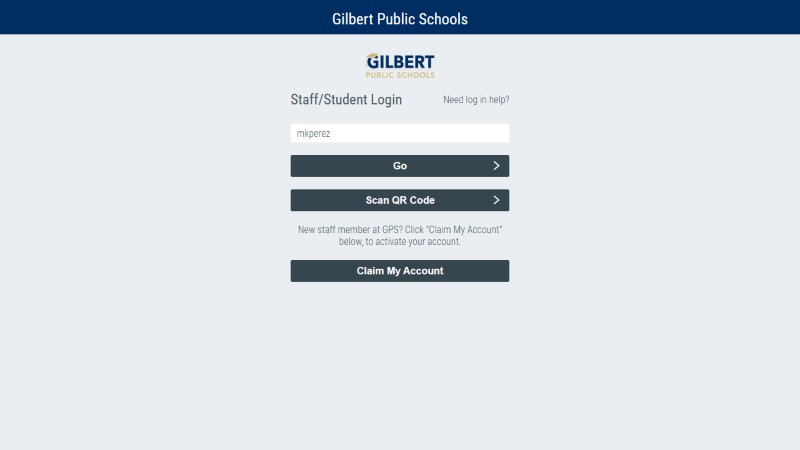 Gilbert Public Schools
GILBERT
PUBLIC SCHOOLS
Staff/Student Login
Need log in help?
mkperez
Go
Scan QR Code
New staff member at GPS? Click "Claim My Account"
below, to activate your account.
Claim My Account